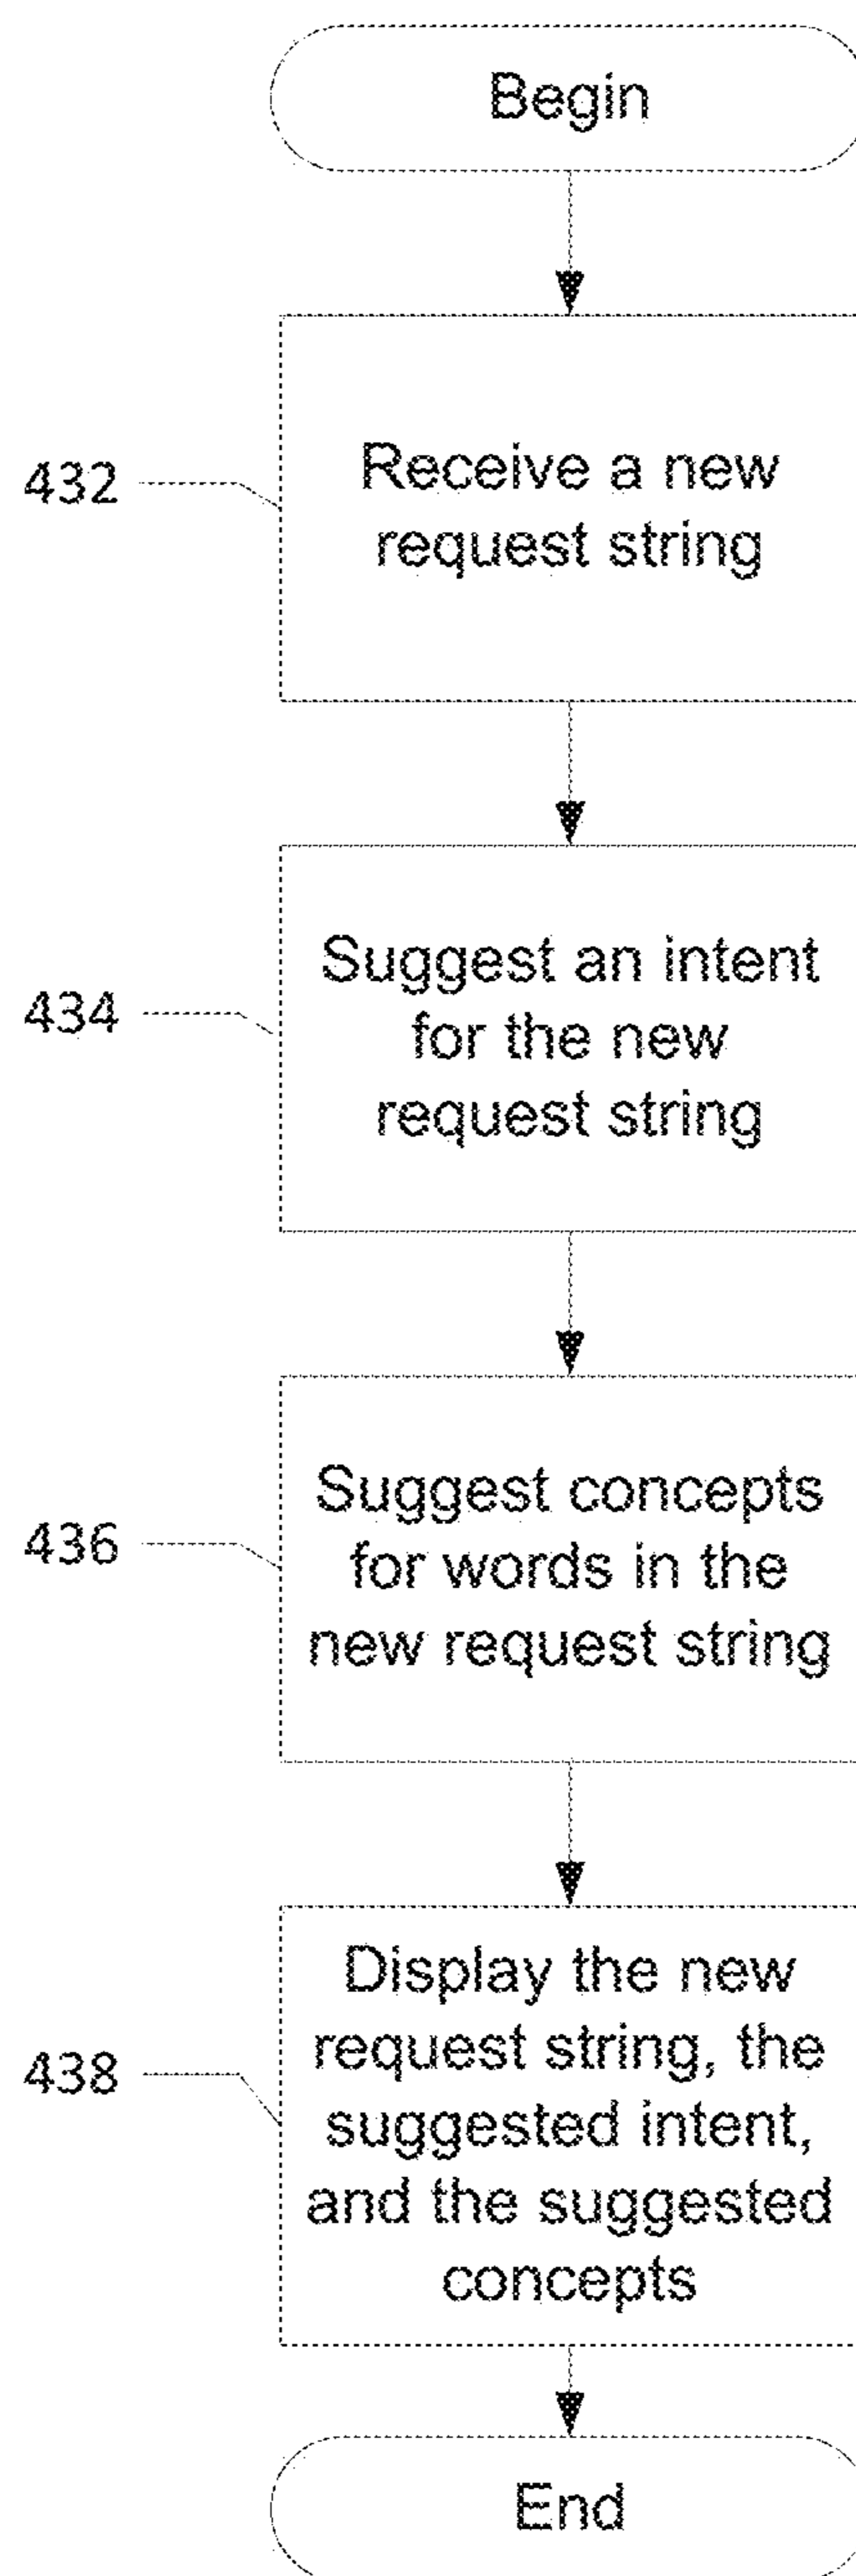 Begin
432
Receive a new
request string
434
Suggest an intent
for the new
request string
436
Suggest concepts
for words in the
new request string
438
Display the new
request string, the
suggested intent,
and the suggested
concepts
End